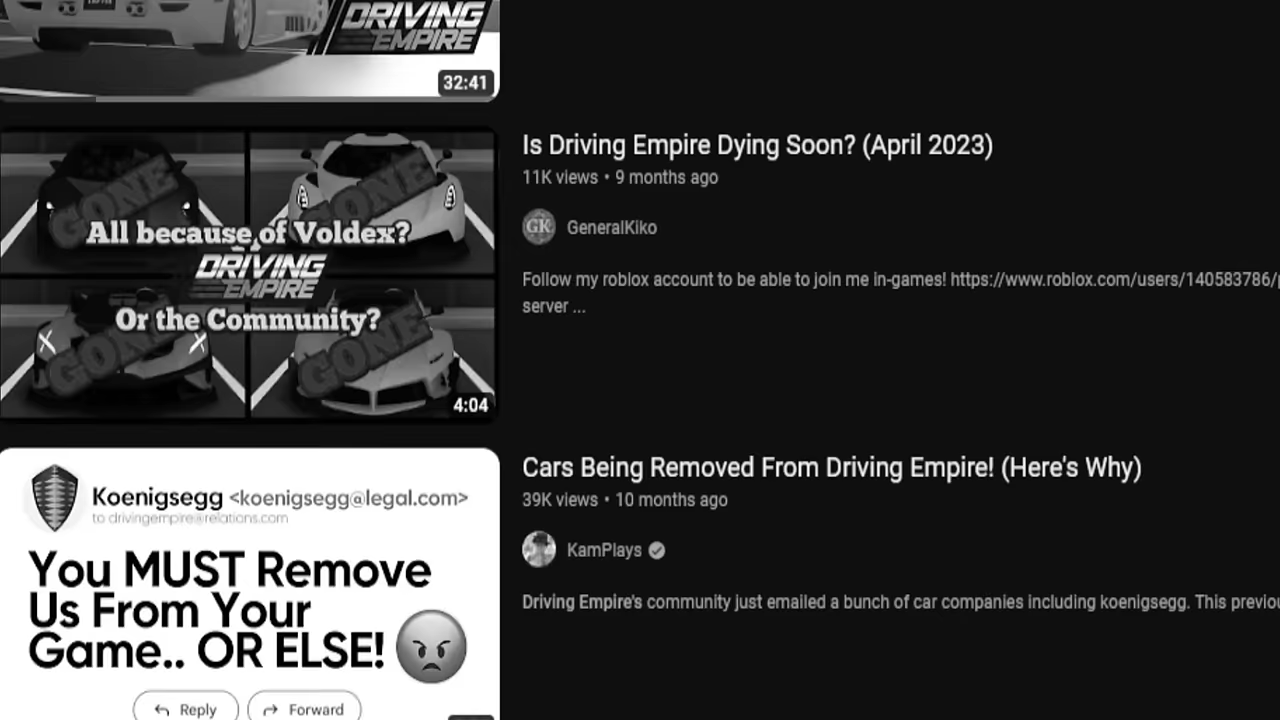 DRIVING
EMPIRE
32:41
GONE
GONE
All because of Voldex?
DRIVING
EMPIRE
Or the Community?
GONE
GONE
4:04
Is Driving Empire Dying Soon? (April 2023)
11K views • 9 months ago
GK GeneralKiko
Follow my roblox account to be able to join me in-games! https://www.roblox.com/users/140583786/
server ...
Koenigsegg <koenigsegg@legal.com>
to drivingempire@relations.com
You MUST Remove
Us From Your
Game.. OR ELSE!
Reply Forward
Cars Being Removed From Driving Empire! (Here's Why)
39K views • 10 months ago
KamPlays
Driving Empire's community just emailed a bunch of car companies including koenigsegg. This previou